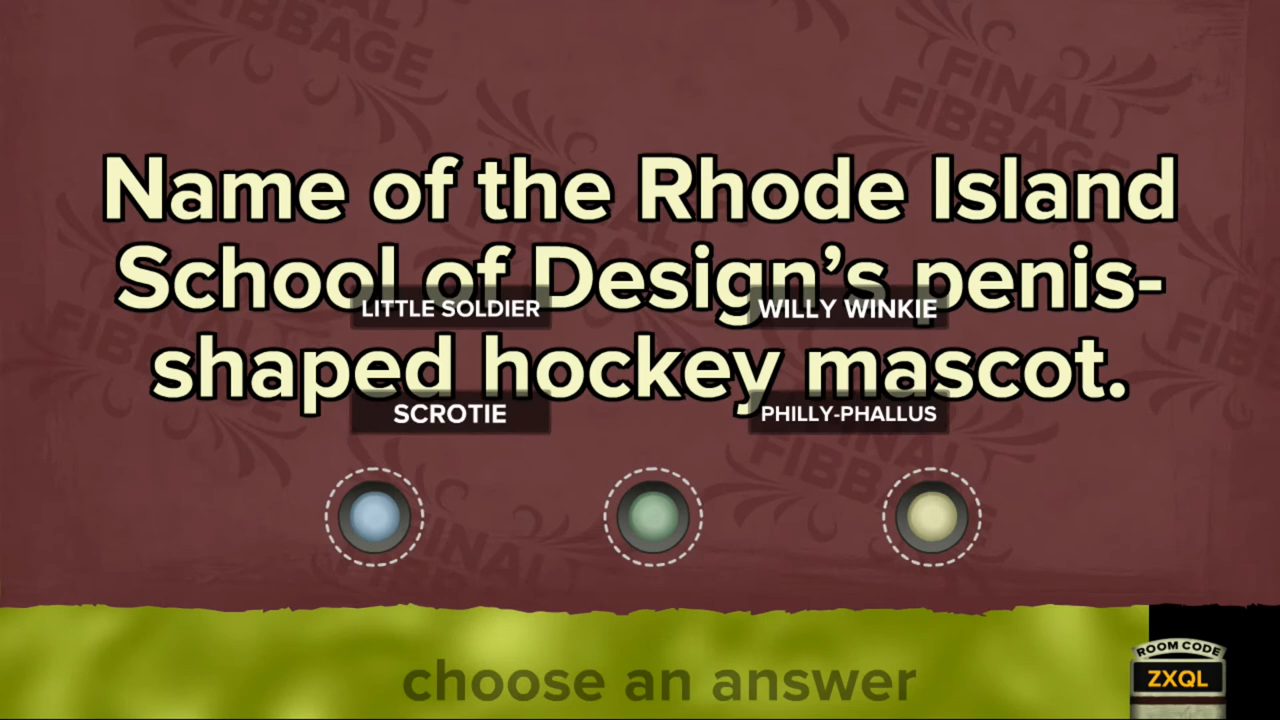 Name of the Rhode Island
School of Design’s penis-
shaped hockey mascot.
LITTLE SOLDIER
WILLY WINKIE
SCROTIE
PHILLY-PHALLUS
choose an answer
ROOM CODE
ZXQL
FINAL
FIBBAGE